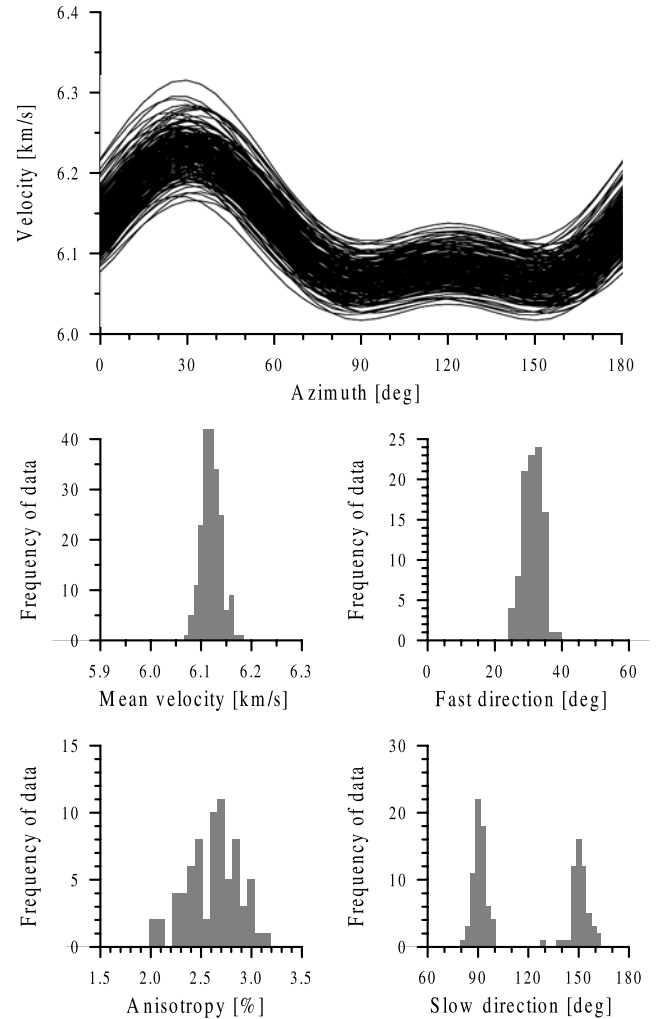 6.4
6.3
6.2
6.1
6.0
Velocity [km/s]
0 30 60 90 120 150 180
Azimuth [deg]
40
30
20
10
0
Frequency of data
5.9 6.0 6.1 6.2 6.3
Mean velocity [km/s]
25
20
15
10
5
0
Frequency of data
0 20 40 60
Fast direction [deg]
15
10
5
0
Frequency of data
1.5 2.0 2.5 3.0 3.5
Anisotropy [%]
30
20
10
0
Frequency of data
60 90 120 150 180
Slow direction [deg]